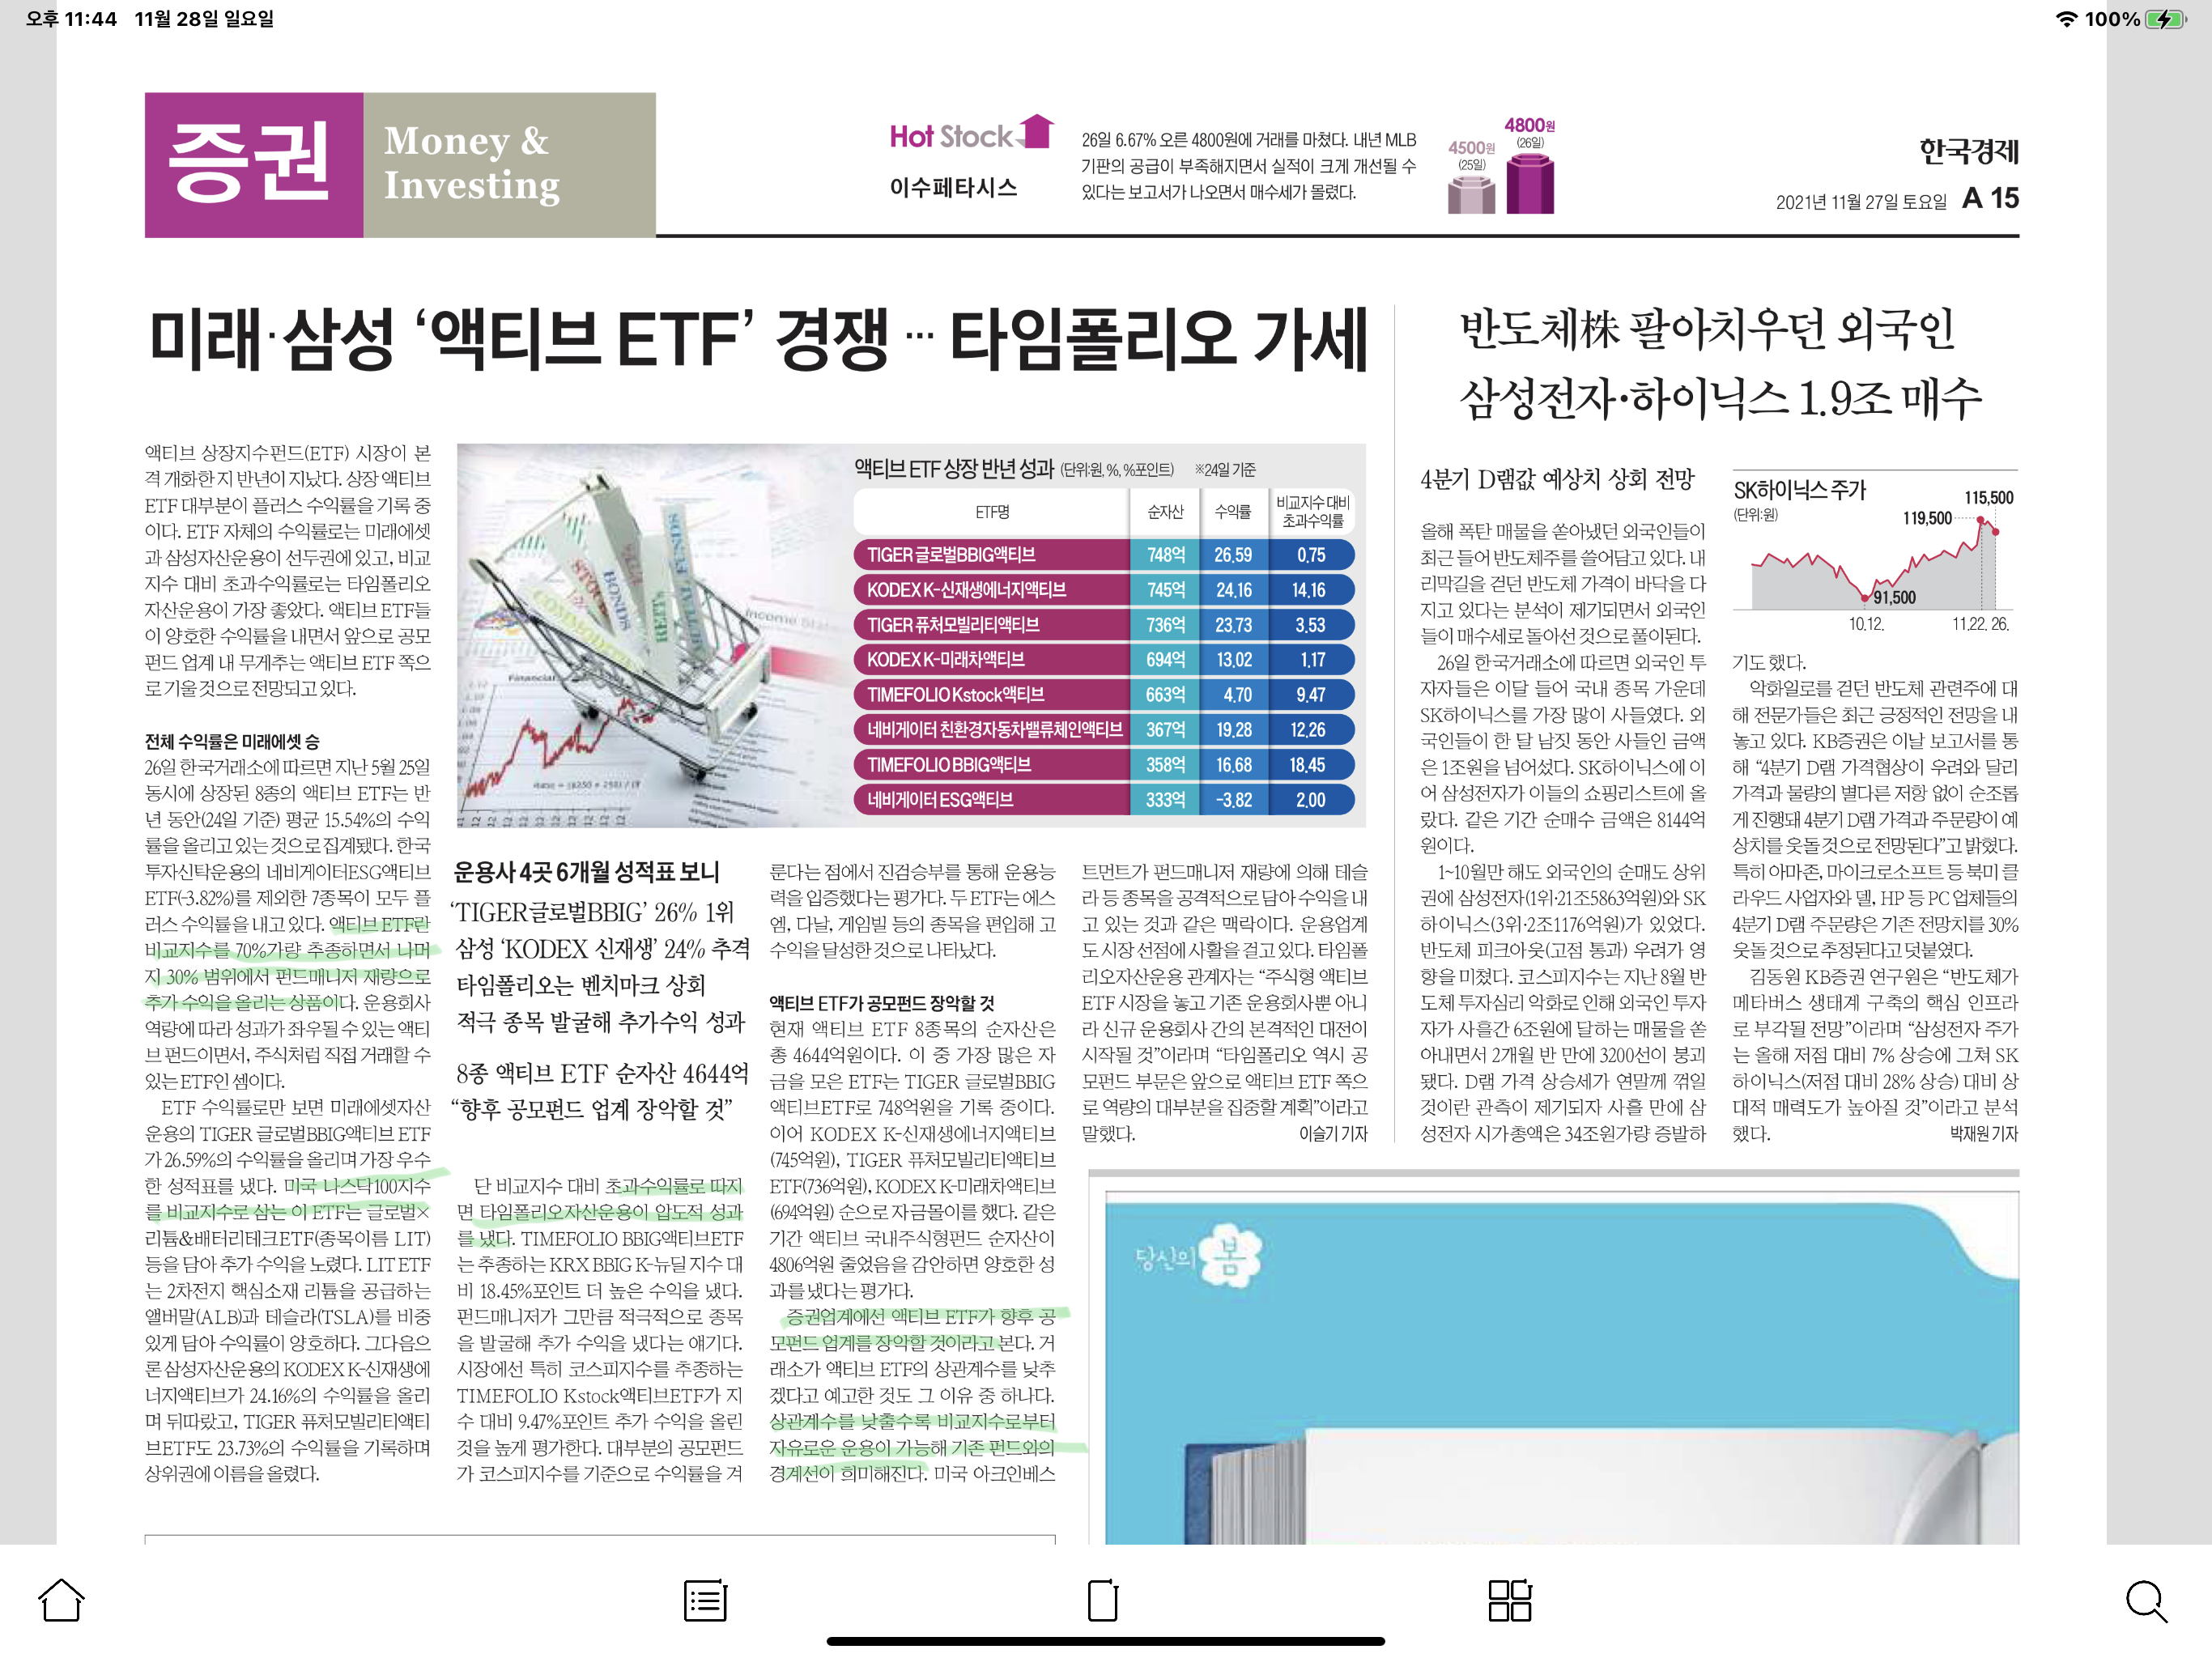 오후 11:44 11월 28일 일요일
100%
증권
Money &
Investing
Hot Stock
이수페타시스
26일 6.67% 오른 4800원에 거래를 마쳤다. 내년 MLB
기판의 공급이 부족해지면서 실적이 크게 개선될 수
있다는 보고서가 나오면서 매수세가 몰렸다.
4500원
(25일)
4800원
(26일)
한국경제
2021년 11월 27일 토요일 A 15
미래·삼성 ‘액티브 ETF’ 경쟁 … 타임폴리오 가세
액티브 상장지수펀드(ETF) 시장이 본
격 개화한 지 반년이 지났다. 상장 액티브
ETF 대부분이 플러스 수익률을 기록 중
이다. ETF 자체의 수익률로는 미래에셋
과 삼성자산운용이 선두권에 있고, 비교
지수 대비 초과수익률로는 타임폴리오
자산운용이 가장 좋았다. 액티브 ETF들
이 양호한 수익률을 내면서 앞으로 공모
펀드 업계 내 무게추는 액티브 ETF 쪽으
로 기울 것으로 전망되고 있다.
전체 수익률은 미래에셋 승
26일 한국거래소에 따르면 지난 5월 25일
동시에 상장된 8종의 액티브 ETF는 반
년 동안(24일 기준) 평균 15.54%의 수익
률을 올리고 있는 것으로 집계됐다. 한국
투자신탁운용의 네비게이터ESG액티브
ETF(-3.82%)를 제외한 7종목이 모두 플
러스 수익률을 내고 있다. 액티브 ETF란
비교지수를 70%가량 추종하면서 나머
지 30% 범위에서 펀드매니저 재량으로
추가 수익을 올리는 상품이다. 운용회사
역량에 따라 성과가 좌우될 수 있는 액티
브 펀드이면서, 주식처럼 직접 거래할 수
있는 ETF인 셈이다.
ETF 수익률로만 보면 미래에셋자산
운용의 TIGER 글로벌BBIG액티브 ETF
가 26.59%의 수익률을 올리며 가장 우수
한 성적표를 냈다. 미국 나스닥100지수
를 비교지수로 삼는 이 ETF는 글로벌×
리튬&배터리테크ETF(종목이름 LIT)
등을 담아 추가 수익을 노렸다. LIT ETF
는 2차전지 핵심소재 리튬을 공급하는
앨버말(ALB)과 테슬라(TSLA)를 비중
있게 담아 수익률이 양호하다. 그다음으
론 삼성자산운용의 KODEX K-신재생에
너지액티브가 24.16%의 수익률을 올리
며 뒤따랐고, TIGER 퓨처모빌리티액티
브ETF도 23.73%의 수익률을 기록하며
상위권에 이름을 올렸다.
COMMODITIES
STOCKS
BONDS
REITS
MUTUAL FUNDS
Financial
액티브 ETF 상장 반년 성과 (단위:원, %, %포인트) ※24일 기준
ETF명 순자산 수익률 비교지수 대비 초과수익률
TIGER 글로벌BBIG액티브 748억 26.59 0.75
KODEX K-신재생에너지액티브 745억 24.16 14.16
TIGER 퓨처모빌리티액티브 736억 23.73 3.53
KODEX K-미래차액티브 694억 13.02 1.17
TIMEFOLIO Kstock액티브 663억 4.70 9.47
네비게이터 친환경자동차밸류체인액티브 367억 19.28 12.26
TIMEFOLIO BBIG액티브 358억 16.68 18.45
네비게이터 ESG액티브 333억 -3.82 2.00
운용사 4곳 6개월 성적표 보니
‘TIGER글로벌BBIG’ 26% 1위
삼성 ‘KODEX 신재생’ 24% 추격
타임폴리오는 벤치마크 상회
적극 종목 발굴해 추가수익 성과
8종 액티브 ETF 순자산 4644억
“향후 공모펀드 업계 장악할 것”
단 비교지수 대비 초과수익률로 따지
면 타임폴리오자산운용이 압도적 성과
를 냈다. TIMEFOLIO BBIG액티브ETF
는 추종하는 KRX BBIG K-뉴딜 지수 대
비 18.45%포인트 더 높은 수익을 냈다.
펀드매니저가 그만큼 적극적으로 종목
을 발굴해 추가 수익을 냈다는 얘기다.
시장에선 특히 코스피지수를 추종하는
TIMEFOLIO Kstock액티브ETF가 지
수 대비 9.47%포인트 추가 수익을 올린
것을 높게 평가한다. 대부분의 공모펀드
가 코스피지수를 기준으로 수익률을 겨
룬다는 점에서 진검승부를 통해 운용능
력을 입증했다는 평가다. 두 ETF는 에스
엠, 다날, 게임빌 등의 종목을 편입해 고
수익을 달성한 것으로 나타났다.
액티브 ETF가 공모펀드 장악할 것
현재 액티브 ETF 8종목의 순자산은
총 4644억원이다. 이 중 가장 많은 자
금을 모은 ETF는 TIGER 글로벌BBIG
액티브ETF로 748억원을 기록 중이다.
이어 KODEX K-신재생에너지액티브
(745억원), TIGER 퓨처모빌리티액티브
ETF(736억원), KODEX K-미래차액티브
(694억원) 순으로 자금몰이를 했다. 같은
기간 액티브 국내주식형펀드 순자산이
4806억원 줄었음을 감안하면 양호한 성
과를 냈다는 평가다.
증권업계에선 액티브 ETF가 향후 공
모펀드 업계를 장악할 것이라고 본다. 거
래소가 액티브 ETF의 상관계수를 낮추
겠다고 예고한 것도 그 이유 중 하나다.
상관계수를 낮출수록 비교지수로부터
자유로운 운용이 가능해 기존 펀드와의
경계선이 희미해진다. 미국 아크인베스
트먼트가 펀드매니저 재량에 의해 테슬
라 등 종목을 공격적으로 담아 수익을 내
고 있는 것과 같은 맥락이다. 운용업계
도 시장 선점에 사활을 걸고 있다. 타임폴
리오자산운용 관계자는 “주식형 액티브
ETF 시장을 놓고 기존 운용회사뿐 아니
라 신규 운용회사 간의 본격적인 대전이
시작될 것”이라며 “타임폴리오 역시 공
모펀드 부문은 앞으로 액티브 ETF 쪽으
로 역량의 대부분을 집중할 계획”이라고
말했다. 이슬기 기자
반도체株 팔아치우던 외국인
삼성전자·하이닉스 1.9조 매수
4분기 D램값 예상치 상회 전망
올해 폭탄 매물을 쏟아냈던 외국인들이
최근 들어 반도체주를 쓸어담고 있다. 내
리막길을 걷던 반도체 가격이 바닥을 다
지고 있다는 분석이 제기되면서 외국인
들이 매수세로 돌아선 것으로 풀이된다.
26일 한국거래소에 따르면 외국인 투
자자들은 이달 들어 국내 종목 가운데
SK하이닉스를 가장 많이 사들였다. 외
국인들이 한 달 남짓 동안 사들인 금액
은 1조원을 넘어섰다. SK하이닉스에 이
어 삼성전자가 이들의 쇼핑리스트에 올
랐다. 같은 기간 순매수 금액은 8144억
원이다.
1~10월만 해도 외국인의 순매도 상위
권에 삼성전자(1위·21조5863억원)와 SK
하이닉스(3위·2조1176억원)가 있었다.
반도체 피크아웃(고점 통과) 우려가 영
향을 미쳤다. 코스피지수는 지난 8월 반
도체 투자심리 악화로 인해 외국인 투자
자가 사흘간 6조원에 달하는 매물을 쏟
아내면서 2개월 반 만에 3200선이 붕괴
됐다. D램 가격 상승세가 연말께 꺾일
것이란 관측이 제기되자 사흘 만에 삼
성전자 시가총액은 34조원가량 증발하
SK하이닉스 주가
(단위:원)
115,500
119,500
91,500
10.12. 11.22. 26.
기도 했다.
악화일로를 걷던 반도체 관련주에 대
해 전문가들은 최근 긍정적인 전망을 내
놓고 있다. KB증권은 이날 보고서를 통
해 “4분기 D램 가격협상이 우려와 달리
가격과 물량의 별다른 저항 없이 순조롭
게 진행돼 4분기 D램 가격과 주문량이 예
상치를 웃돌 것으로 전망된다”고 밝혔다.
특히 아마존, 마이크로소프트 등 북미 클
라우드 사업자와 델, HP 등 PC 업체들의
4분기 D램 주문량은 기존 전망치를 30%
웃돌 것으로 추정된다고 덧붙였다.
김동원 KB증권 연구원은 “반도체가
메타버스 생태계 구축의 핵심 인프라
로 부각될 전망”이라며 “삼성전자 주가
는 올해 저점 대비 7% 상승에 그쳐 SK
하이닉스(저점 대비 28% 상승) 대비 상
대적 매력도가 높아질 것”이라고 분석
했다. 박재원 기자
당신의 봄